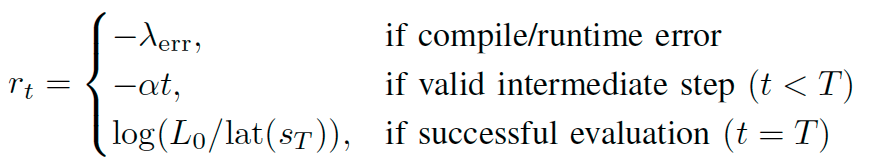 −λ_err, if compile/runtime error
r_t = { −αt, if valid intermediate step (t < T)
log(L_0/lat(s_T)), if successful evaluation (t = T)